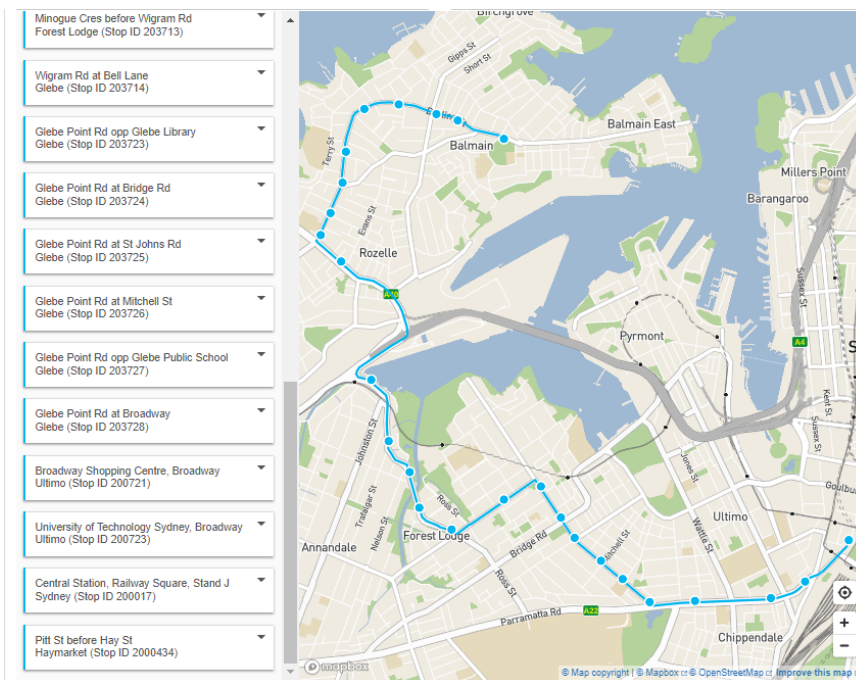 Minogue Cres before Wigram Rd
Forest Lodge (Stop ID 203713)
Wigram Rd at Bell Lane
Glebe (Stop ID 203714)
Glebe Point Rd opp Glebe Library
Glebe (Stop ID 203723)
Glebe Point Rd at Bridge Rd
Glebe (Stop ID 203724)
Glebe Point Rd at St Johns Rd
Glebe (Stop ID 203725)
Glebe Point Rd at Mitchell St
Glebe (Stop ID 203726)
Glebe Point Rd opp Glebe Public School
Glebe (Stop ID 203727)
Glebe Point Rd at Broadway
Glebe (Stop ID 203728)
Broadway Shopping Centre, Broadway
Ultimo (Stop ID 200721)
University of Technology Sydney, Broadway
Ultimo (Stop ID 200723)
Central Station, Railway Square, Stand J
Sydney (Stop ID 200017)
Pitt St before Hay St
Haymarket (Stop ID 2000434)
Birchgrove
Gipps St
Short St
Balmain East
Balmain
Terry St
Evans St
Rozelle
Millers Point
Barangaroo
Sussex St
A4
S
Pyrmont
Kent St
Sussex St
Johnston St
Trafalgar St
Nelson St
Annandale
Ross St
Forest Lodge
Bridge Rd
Ross St
Mitchell St
Jones St
Wattle St
Ultimo
Goulbu
Parramatta Rd
A22
Chippendale
+
−
mapbox
© Map copyright | © Mapbox © OpenStreetMap Improve this map